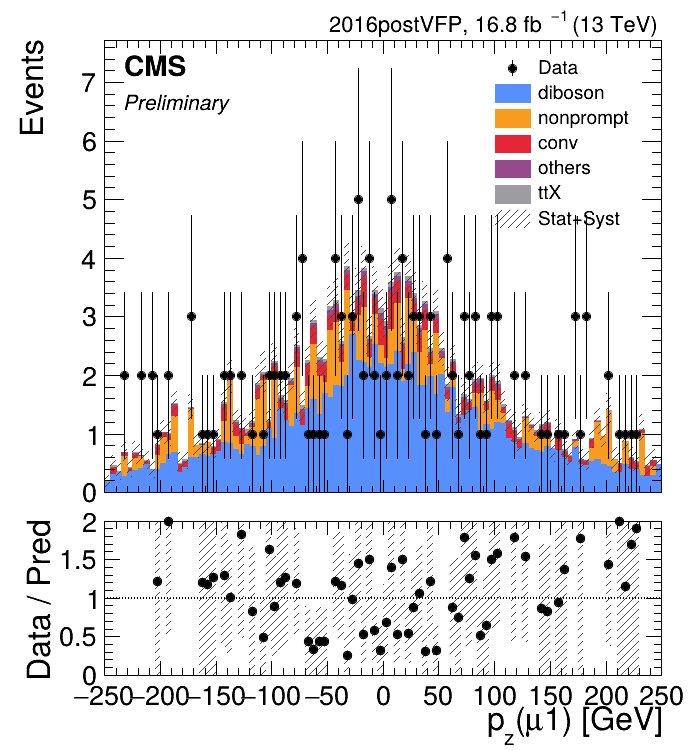 2016postVFP, 16.8 fb⁻¹ (13 TeV)
CMS
Preliminary
Data
diboson
nonprompt
conv
others
ttX
Stat+Syst
Events
7
6
5
4
3
2
1
0
Data / Pred
2
1.5
1
0.5
0
−250 −200 −150 −100 −50 0 50 100 150 200 250
p_z(μ1) [GeV]